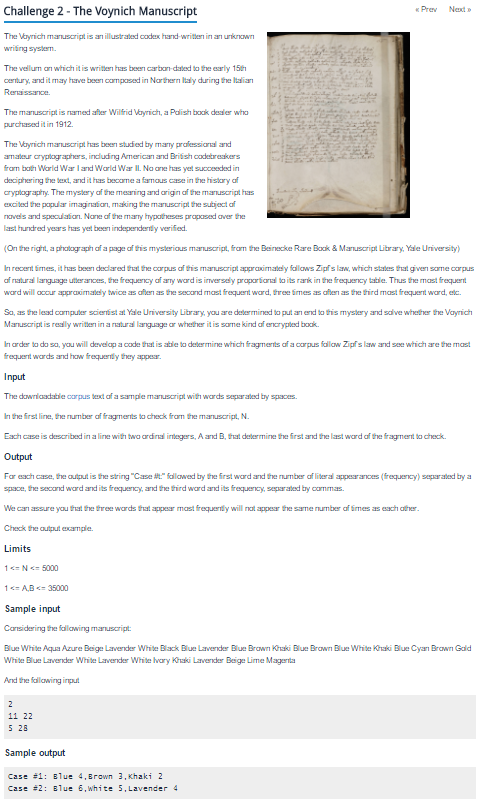 Challenge 2 - The Voynich Manuscript
« Prev Next »
The Voynich manuscript is an illustrated codex hand-written in an unknown
writing system.
The vellum on which it is written has been carbon-dated to the early 15th
century, and it may have been composed in Northern Italy during the Italian
Renaissance.
The manuscript is named after Wilfrid Voynich, a Polish book dealer who
purchased it in 1912.
The Voynich manuscript has been studied by many professional and
amateur cryptographers, including American and British codebreakers
from both World War I and World War II. No one has yet succeeded in
deciphering the text, and it has become a famous case in the history of
cryptography. The mystery of the meaning and origin of the manuscript has
excited the popular imagination, making the manuscript the subject of
novels and speculation. None of the many hypotheses proposed over the
last hundred years has yet been independently verified.
(On the right, a photograph of a page of this mysterious manuscript, from the Beinecke Rare Book & Manuscript Library, Yale University)
In recent times, it has been declared that the corpus of this manuscript approximately follows Zipf's law, which states that given some corpus
of natural language utterances, the frequency of any word is inversely proportional to its rank in the frequency table. Thus the most frequent
word will occur approximately twice as often as the second most frequent word, three times as often as the third most frequent word, etc.
So, as the lead computer scientist at Yale University Library, you are determined to put an end to this mystery and solve whether the Voynich
Manuscript is really written in a natural language or whether it is some kind of encrypted book.
In order to do so, you will develop a code that is able to determine which fragments of a corpus follow Zipf's law and see which are the most
frequent words and how frequently they appear.
Input
The downloadable corpus text of a sample manuscript with words separated by spaces.
In the first line, the number of fragments to check from the manuscript, N.
Each case is described in a line with two ordinal integers, A and B, that determine the first and the last word of the fragment to check.
Output
For each case, the output is the string "Case #t:" followed by the first word and the number of literal appearances (frequency) separated by a
space, the second word and its frequency, and the third word and its frequency, separated by commas.
We can assure you that the three words that appear most frequently will not appear the same number of times as each other.
Check the output example.
Limits
1 <= N <= 5000
1 <= A,B <= 35000
Sample input
Considering the following manuscript:
Blue White Aqua Azure Beige Lavender White Black Blue Lavender Blue Brown Khaki Blue Brown Blue White Khaki Blue Cyan Brown Gold
White Blue Lavender White Lavender White Ivory Khaki Lavender Beige Lime Magenta
And the following input
2
11 22
5 28
Sample output
Case #1: Blue 4,Brown 3,Khaki 2
Case #2: Blue 6,White 5,Lavender 4